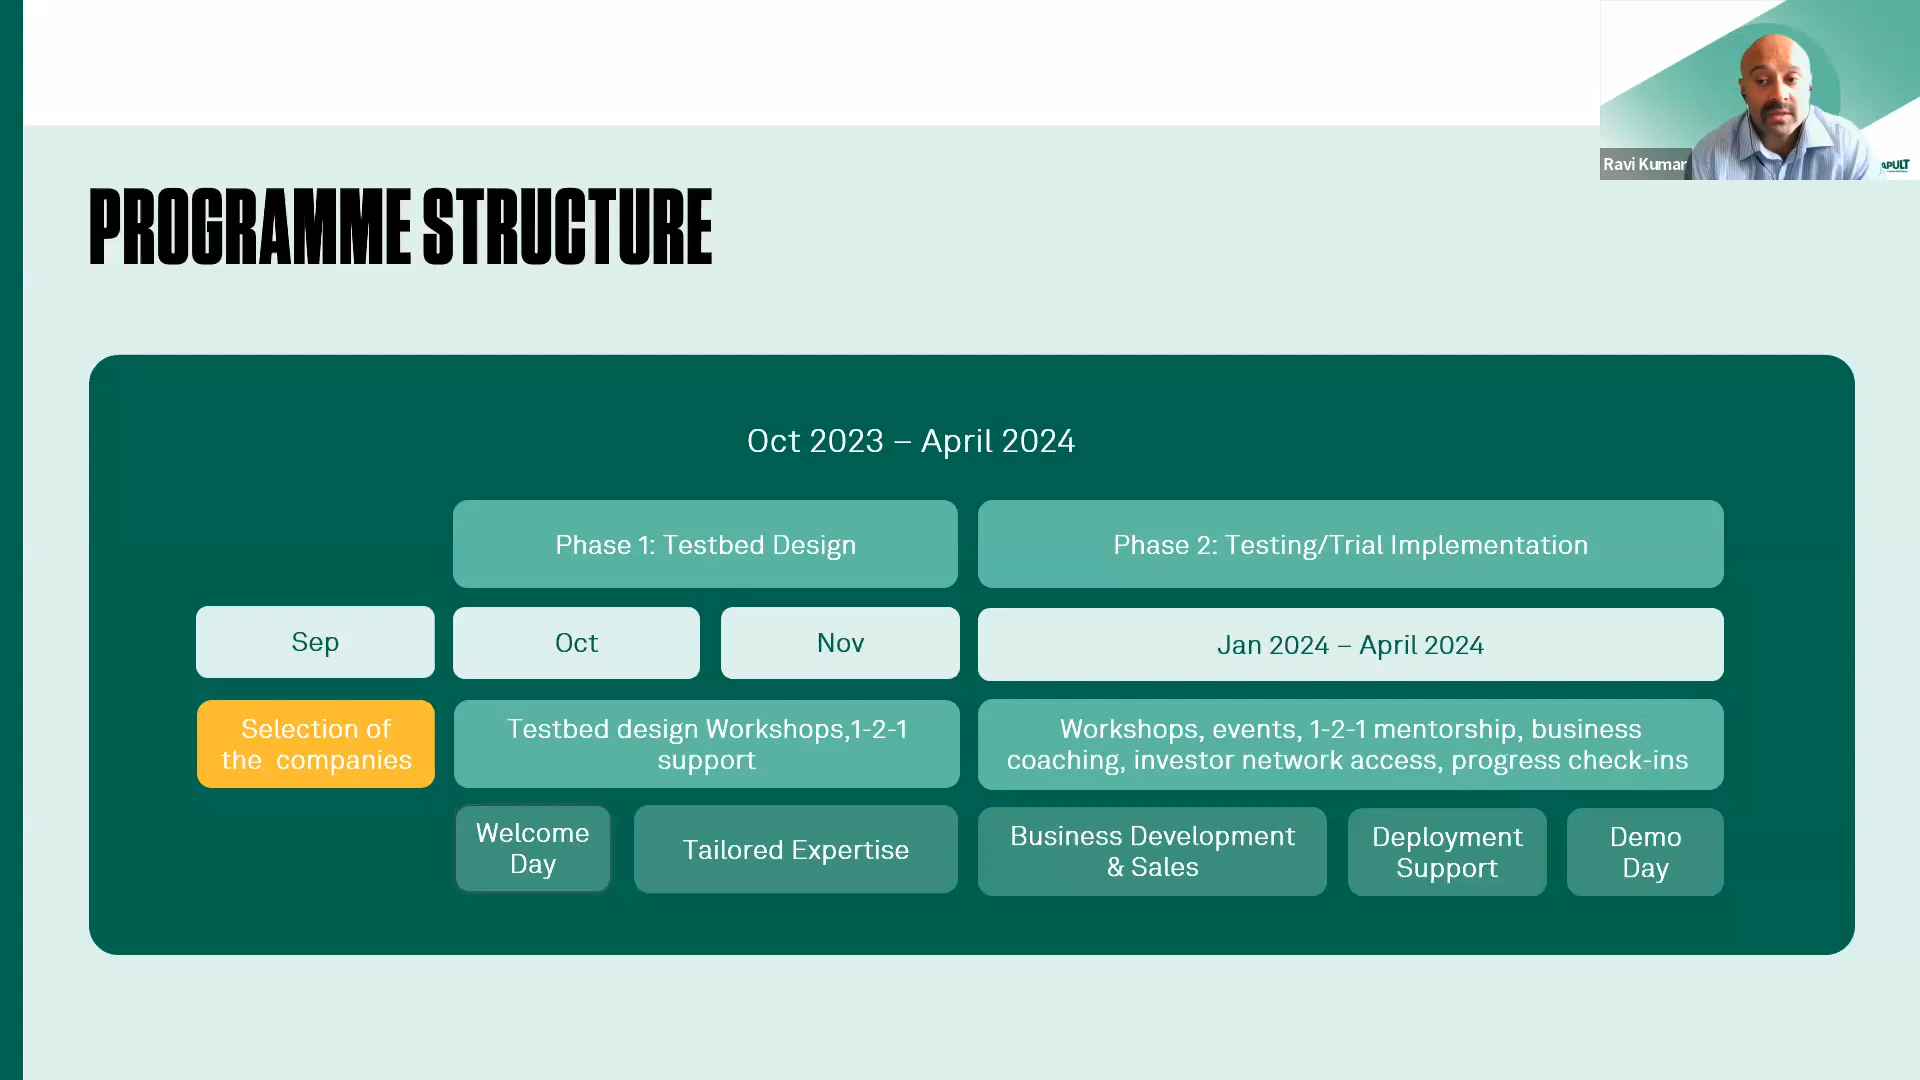 Ravi Kumar
APULT
PROGRAMME STRUCTURE
Oct 2023 – April 2024
Phase 1: Testbed Design
Phase 2: Testing/Trial Implementation
Sep
Oct
Nov
Jan 2024 – April 2024
Selection of
the companies
Testbed design Workshops,1-2-1
support
Workshops, events, 1-2-1 mentorship, business
coaching, investor network access, progress check-ins
Welcome
Day
Tailored Expertise
Business Development
& Sales
Deployment
Support
Demo
Day